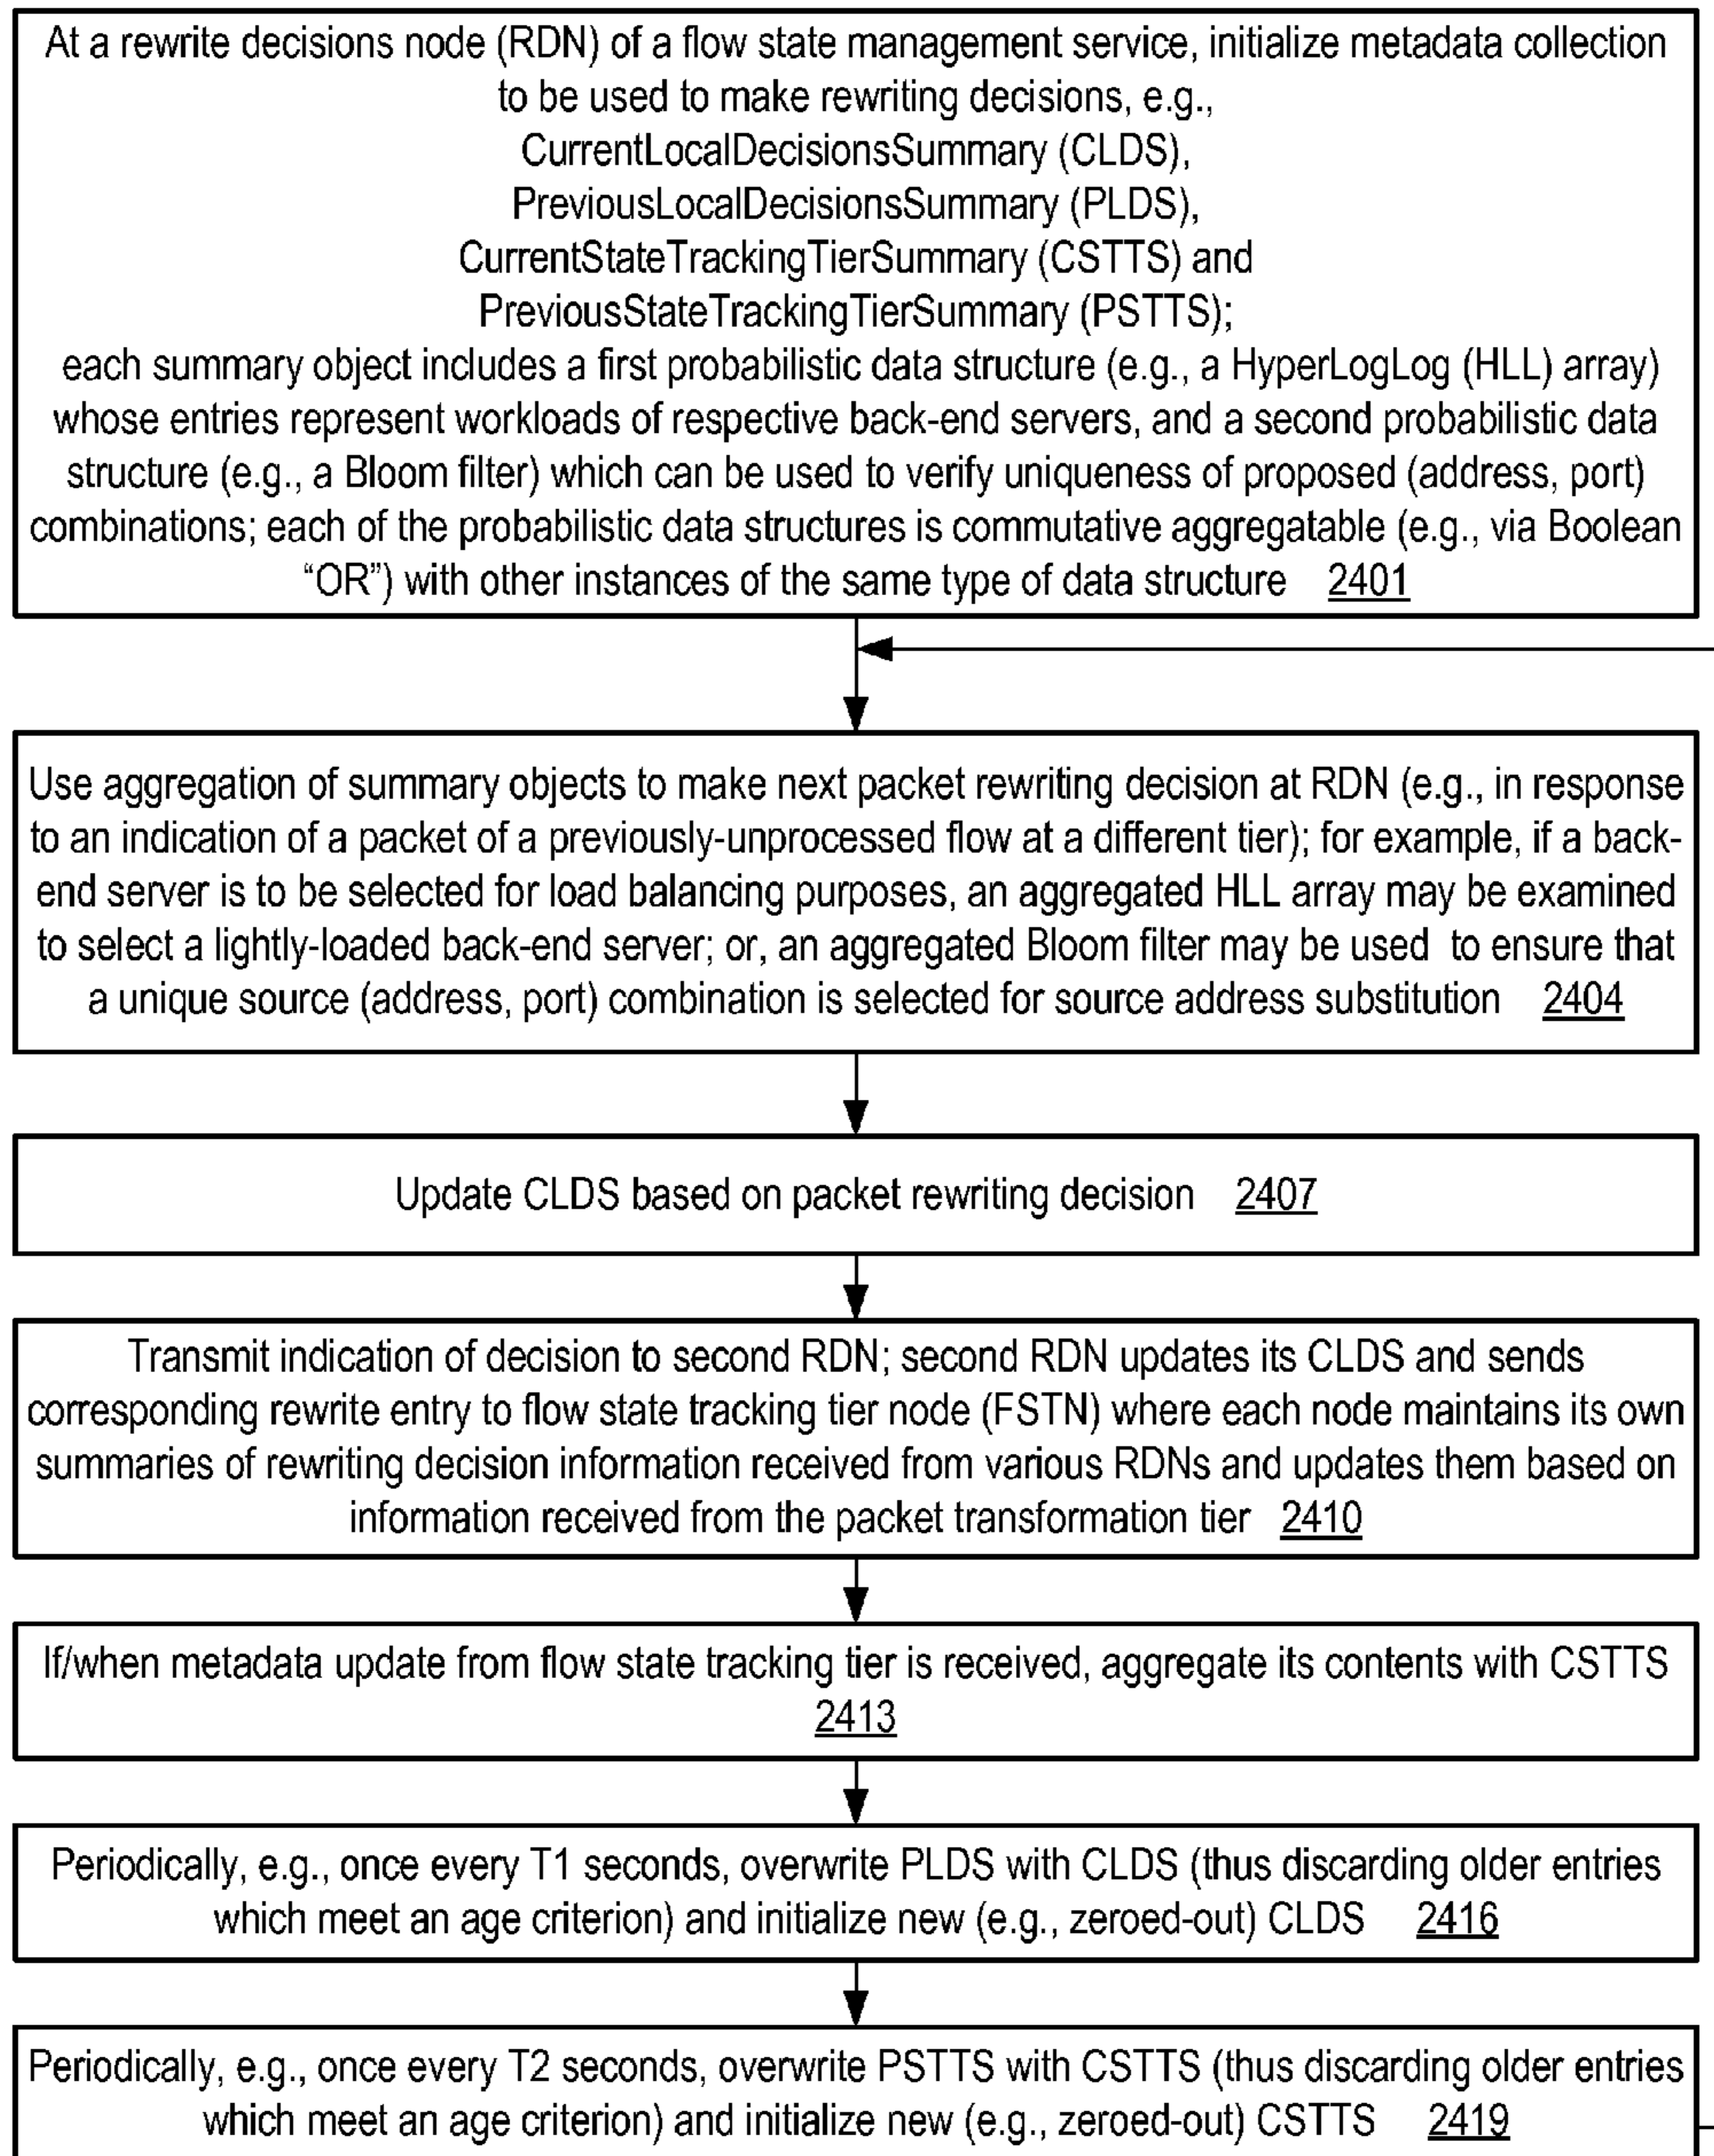 At a rewrite decisions node (RDN) of a flow state management service, initialize metadata collection
to be used to make rewriting decisions, e.g.,
CurrentLocalDecisionsSummary (CLDS),
PreviousLocalDecisionsSummary (PLDS),
CurrentStateTrackingTierSummary (CSTTS) and
PreviousStateTrackingTierSummary (PSTTS);
each summary object includes a first probabilistic data structure (e.g., a HyperLogLog (HLL) array)
whose entries represent workloads of respective back-end servers, and a second probabilistic data
structure (e.g., a Bloom filter) which can be used to verify uniqueness of proposed (address, port)
combinations; each of the probabilistic data structures is commutative aggregatable (e.g., via Boolean
“OR”) with other instances of the same type of data structure 2401
Use aggregation of summary objects to make next packet rewriting decision at RDN (e.g., in response
to an indication of a packet of a previously-unprocessed flow at a different tier); for example, if a back-
end server is to be selected for load balancing purposes, an aggregated HLL array may be examined
to select a lightly-loaded back-end server; or, an aggregated Bloom filter may be used to ensure that
a unique source (address, port) combination is selected for source address substitution 2404
Update CLDS based on packet rewriting decision 2407
Transmit indication of decision to second RDN; second RDN updates its CLDS and sends
corresponding rewrite entry to flow state tracking tier node (FSTN) where each node maintains its own
summaries of rewriting decision information received from various RDNs and updates them based on
information received from the packet transformation tier 2410
If/when metadata update from flow state tracking tier is received, aggregate its contents with CSTTS
2413
Periodically, e.g., once every T1 seconds, overwrite PLDS with CLDS (thus discarding older entries
which meet an age criterion) and initialize new (e.g., zeroed-out) CLDS 2416
Periodically, e.g., once every T2 seconds, overwrite PSTTS with CSTTS (thus discarding older entries
which meet an age criterion) and initialize new (e.g., zeroed-out) CSTTS 2419